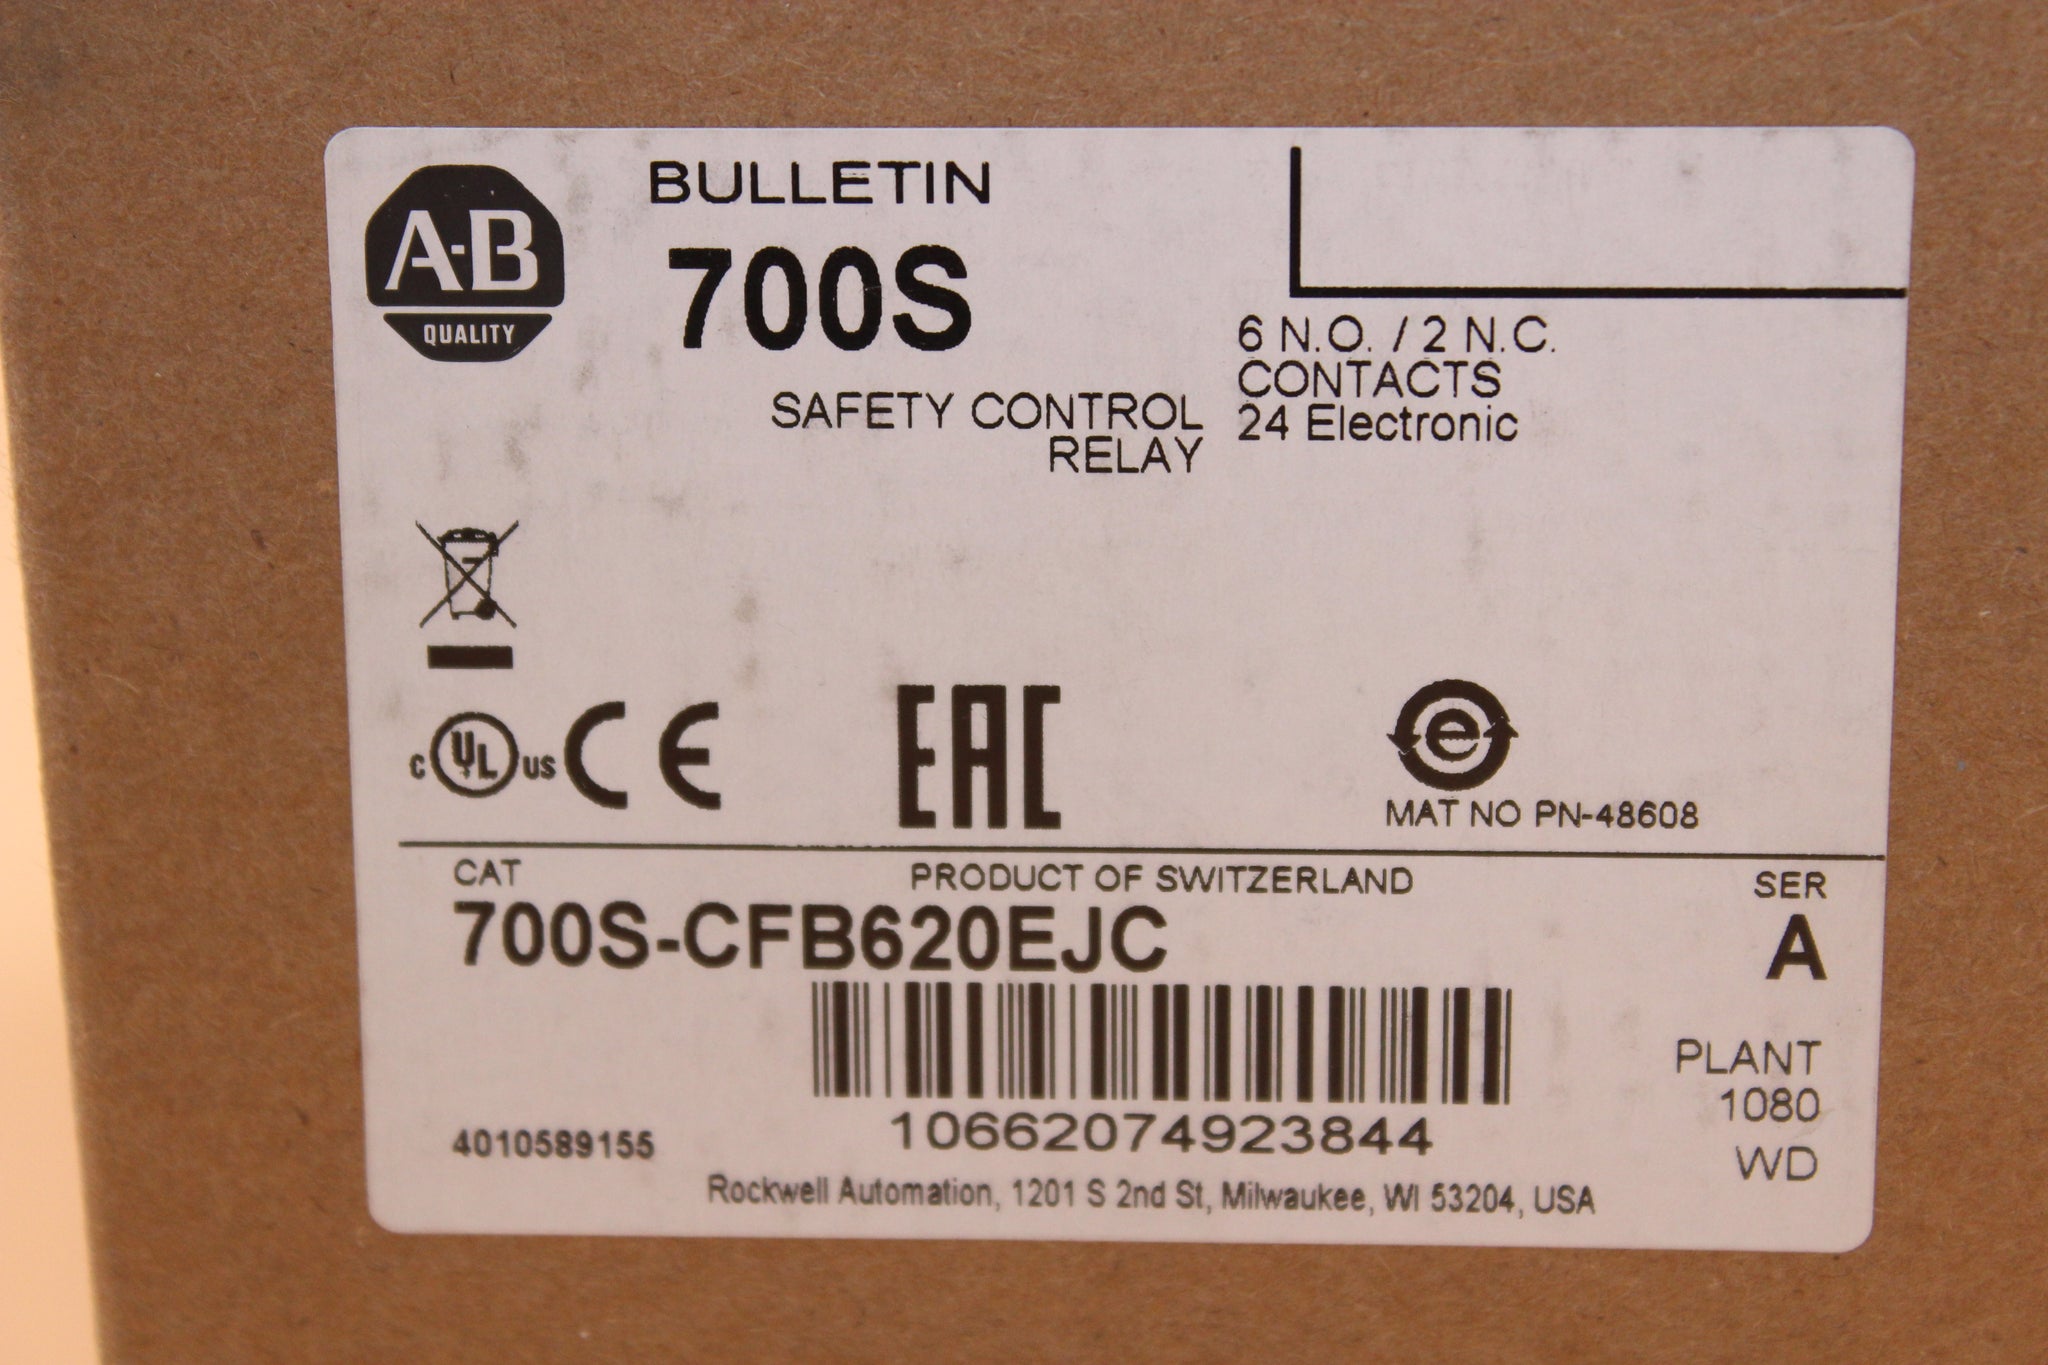 A-B
QUALITY
BULLETIN
700S
SAFETY CONTROL
RELAY
6 N.O. / 2 N.C.
CONTACTS
24 Electronic
c UL US CE
EAC
e
MAT NO PN-48608
CAT
PRODUCT OF SWITZERLAND
SER
700S-CFB620EJC
A
PLANT
1080
WD
10662074923844
4010589155
Rockwell Automation, 1201 S 2nd St, Milwaukee, WI 53204, USA